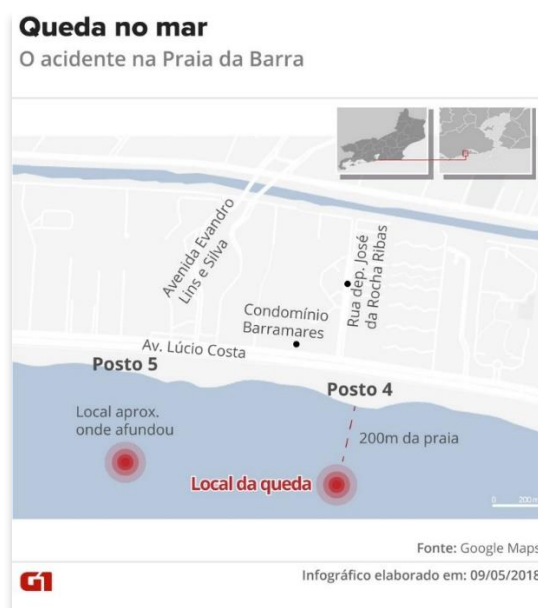 Queda no mar
O acidente na Praia da Barra
Avenida Evandro
Lins e Silva
Rua dep. José
da Rocha Ribas
Condomínio
Barramares
Av. Lúcio Costa
Posto 5
Posto 4
Local aprox.
onde afundou
200m da praia
Local da queda
0 200m
Fonte: Google Maps
Infográfico elaborado em: 09/05/2018
G1